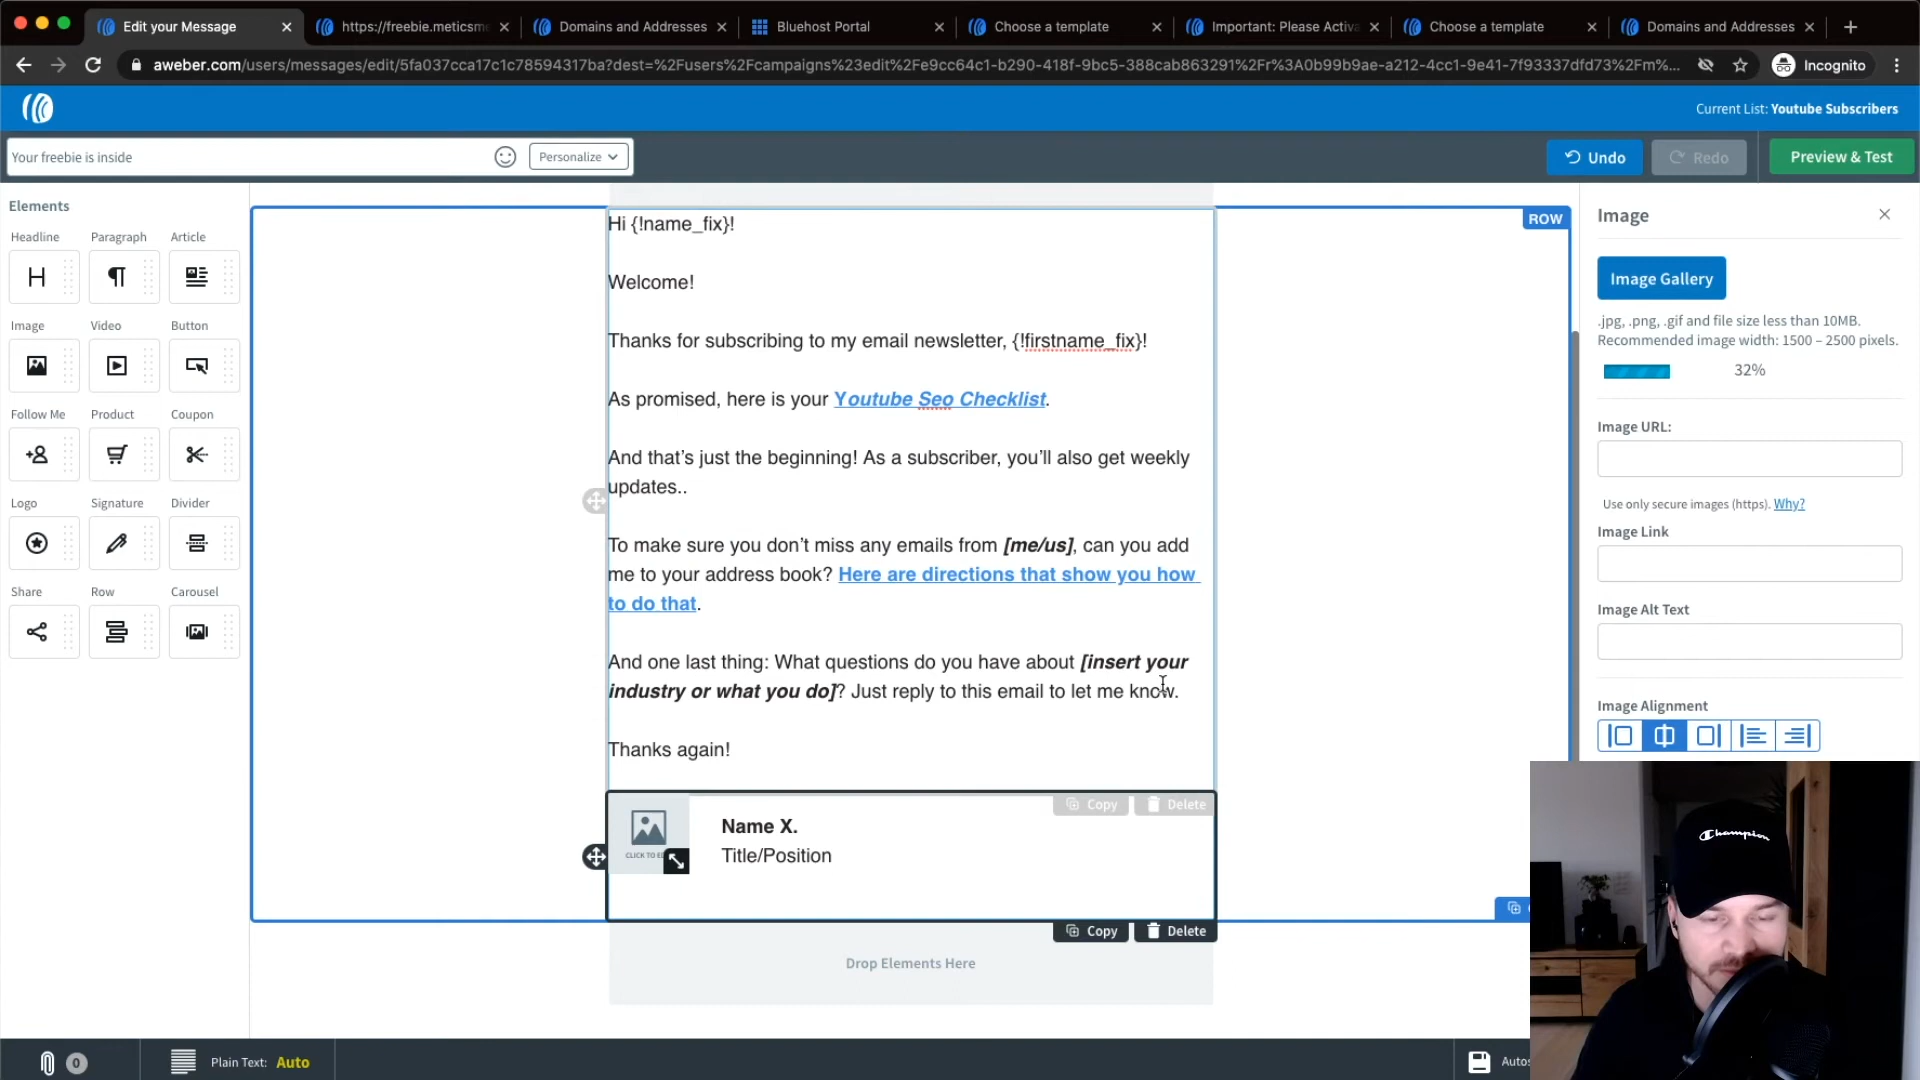 Edit your Message
https://freebie.meticsme
Domains and Addresses
Bluehost Portal
Choose a template
Important: Please Activa
Choose a template
Domains and Addresses
aweber.com/users/messages/edit/5fa037cca17c1c78594317ba?dest=%2Fusers%2Fcampaigns%23edit%2Fe9cc64c1-b290-418f-9bc5-388cab863291%2Fr%3A0b99b9ae-a212-4cc1-9e41-7f93337dfd73%2Fm%...
Incognito
Current List: Youtube Subscribers
Your freebie is inside
Personalize
Undo
Redo
Preview & Test
Elements
Headline
Paragraph
Article
Image
Video
Button
Follow Me
Product
Coupon
Logo
Signature
Divider
Share
Row
Carousel
ROW
Hi {!name_fix}!
Welcome!
Thanks for subscribing to my email newsletter, {!firstname_fix}!
As promised, here is your Youtube Seo Checklist.
And that's just the beginning! As a subscriber, you'll also get weekly
updates..
To make sure you don't miss any emails from [me/us], can you add
me to your address book? Here are directions that show you how
to do that.
And one last thing: What questions do you have about [insert your
industry or what you do]? Just reply to this email to let me know.
Thanks again!
Copy
Delete
CLICK TO
Name X.
Title/Position
Copy
Delete
Drop Elements Here
Image
Image Gallery
.jpg, .png, .gif and file size less than 10MB.
Recommended image width: 1500 – 2500 pixels.
32%
Image URL:
Use only secure images (https). Why?
Image Link
Image Alt Text
Image Alignment
Champion
0
Plain Text: Auto
Autos